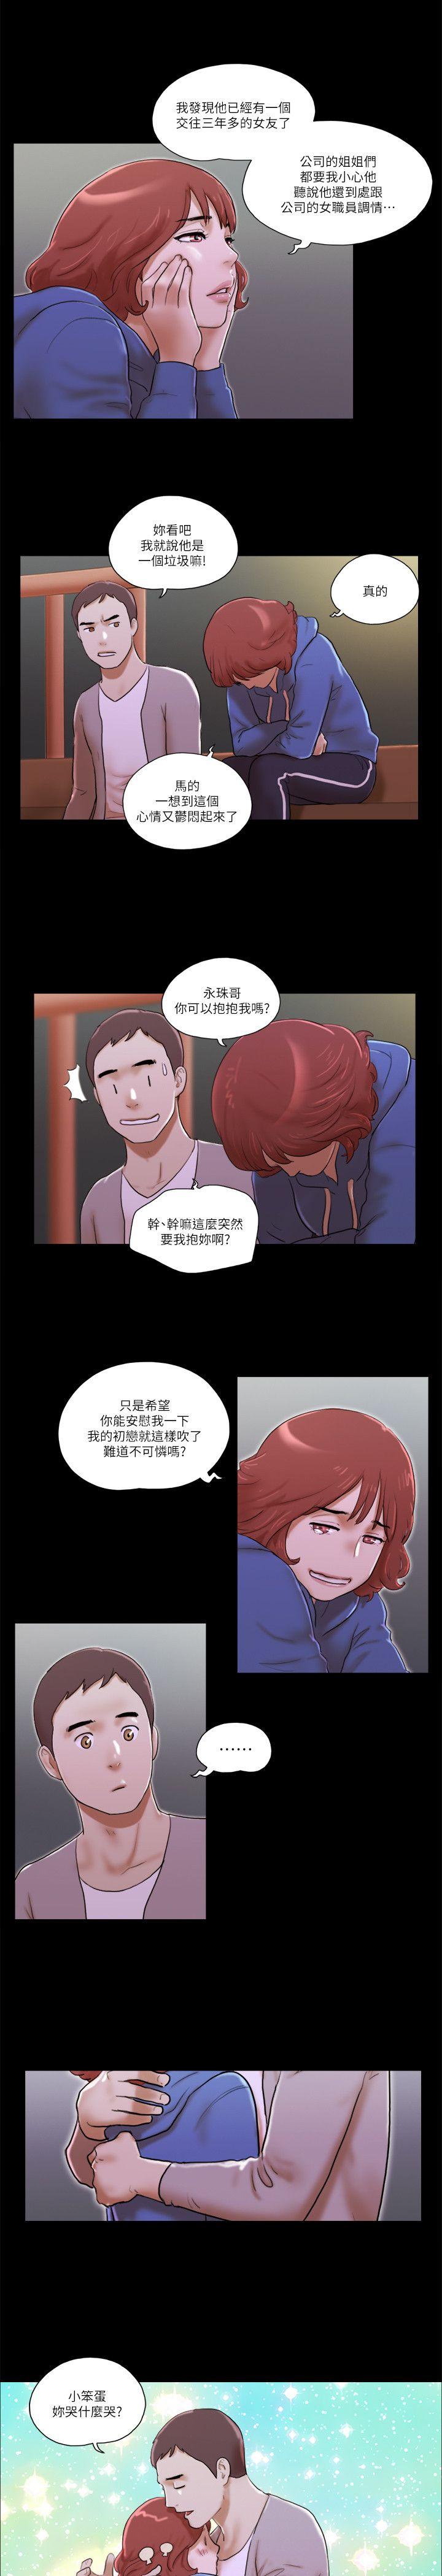 我發現他已經有一個
交往三年多的女友了
公司的姐姐們
都要我小心他
聽說他還到處跟
公司的女職員調情…
妳看吧
我就說他是
一個垃圾嘛!
真的
馬的
一想到這個
心情又鬱悶起來了
永珠哥
你可以抱抱我嗎?
幹、幹嘛這麼突然
要我抱妳啊?
只是希望
你能安慰我一下
我的初戀就這樣吹了
難道不可憐嗎?
……
小笨蛋
妳哭什麼哭?